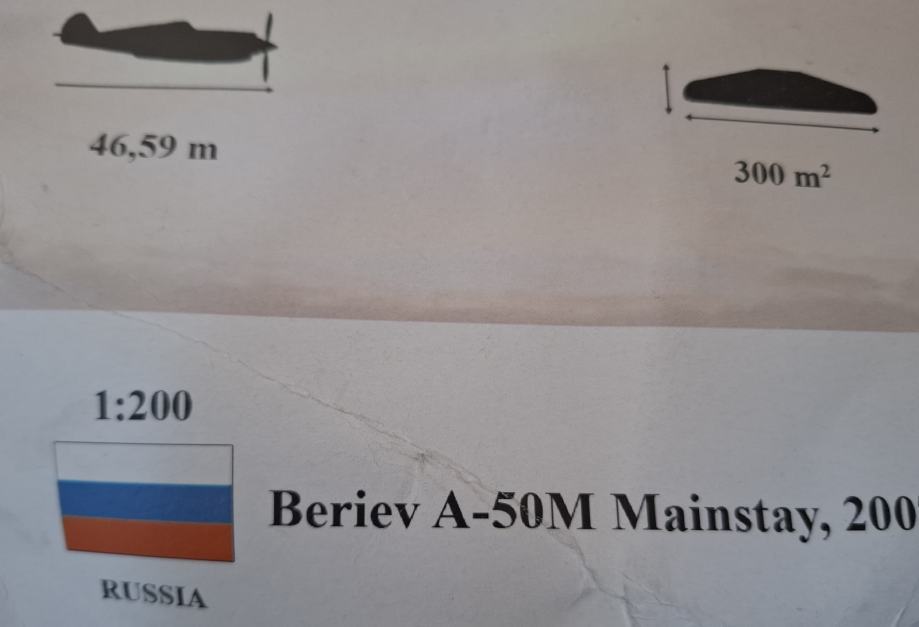 46,59 m
300 m²
1:200
Beriev A-50M Mainstay, 200
RUSSIA